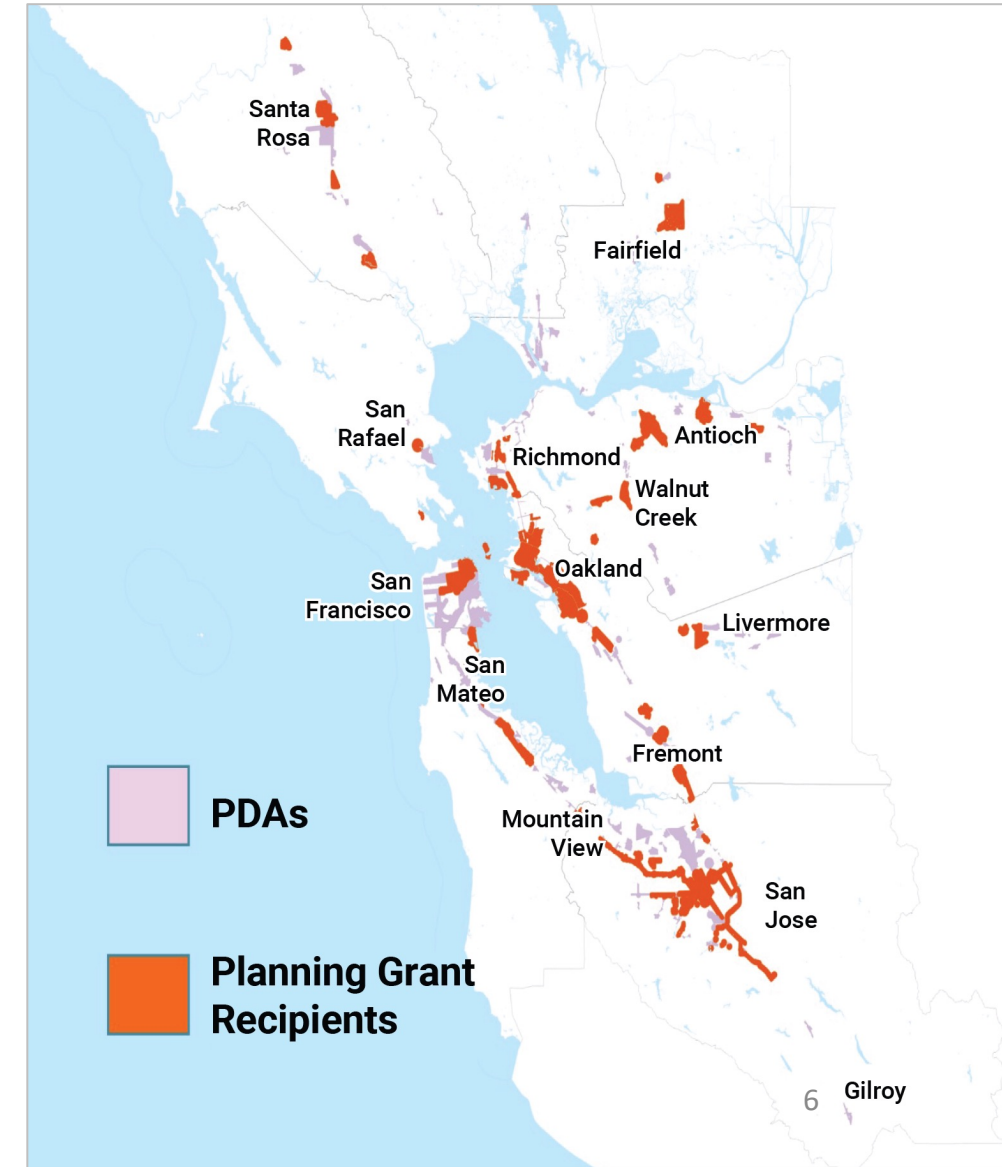 Santa
Rosa
Fairfield
San
Rafael
Antioch
Richmond
Walnut
Creek
Oakland
San
Francisco
Livermore
San
Mateo
Fremont
PDAs
Mountain
View
San
Jose
Planning Grant
Recipients
6
Gilroy